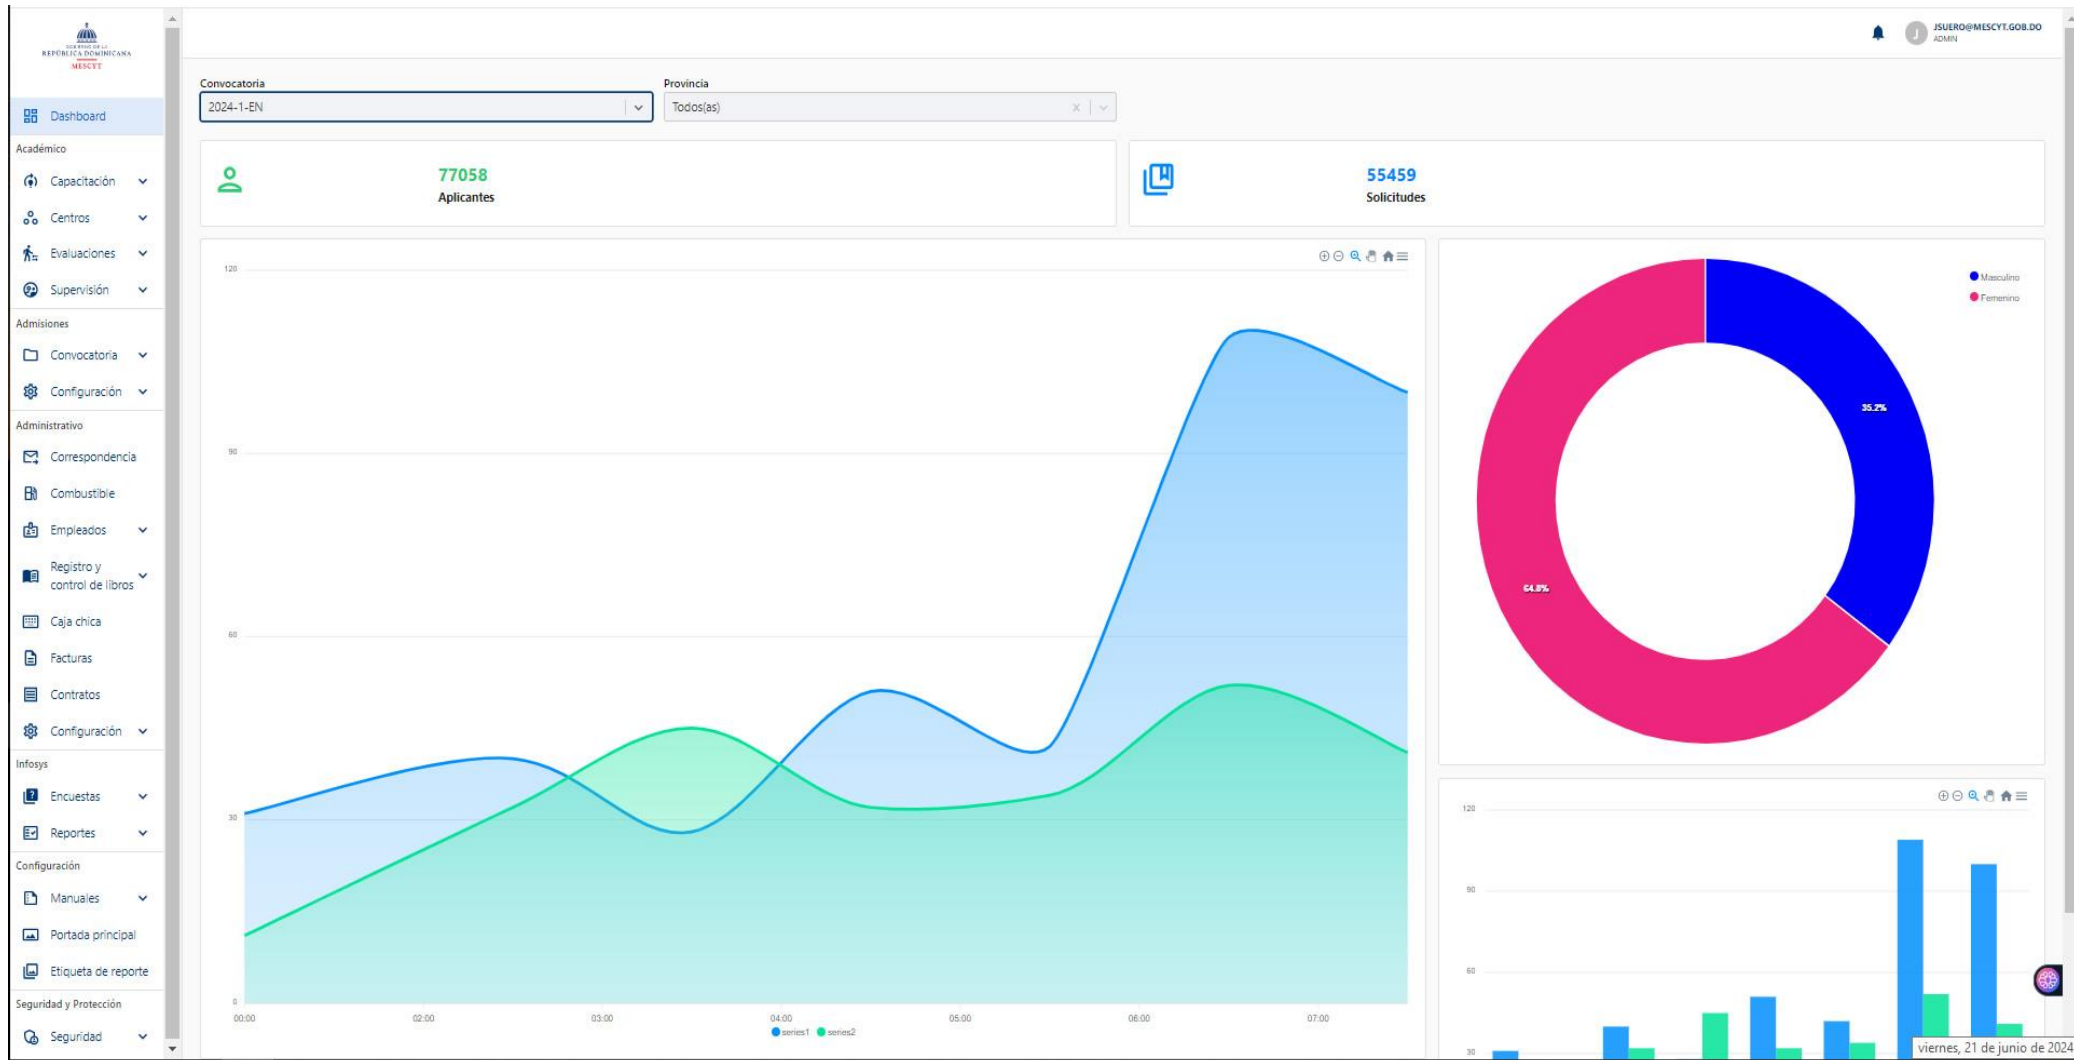 GOBIERNO DE LA
REPÚBLICA DOMINICANA
MESCYT
Dashboard
Académico
Capacitación
Centros
Evaluaciones
Supervisión
Admisiones
Convocatoria
Configuración
Administrativo
Correspondencia
Combustible
Empleados
Registro y
control de libros
Caja chica
Facturas
Contratos
Configuración
Infosys
Encuestas
Reportes
Configuración
Manuales
Portada principal
Etiqueta de reporte
Seguridad y Protección
Seguridad
J
JSUERO@MESCYT.GOB.DO
ADMIN
Convocatoria
2024-1-EN
Provincia
Todos(as)
77058
Aplicantes
55459
Solicitudes
120
90
60
30
0
00:00 02:00 03:00 04:00 05:00 06:00 07:00
series1 series2
Masculino
Femenino
35.2%
64.8%
120
90
60
30
viernes, 21 de junio de 2024